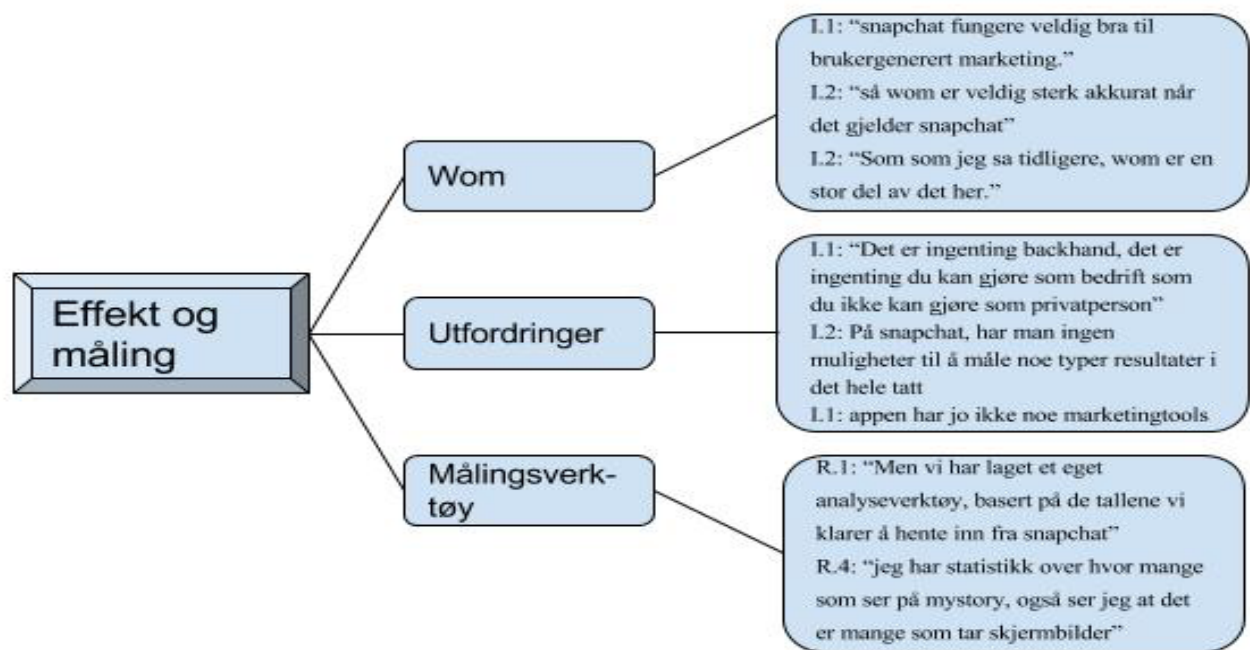 Effekt og
måling
Wom
I.1: “snapchat fungere veldig bra til
brukergenerert marketing.”
I.2: “så wom er veldig sterk akkurat når
det gjelder snapchat”
I.2: “Som som jeg sa tidligere, wom er en
stor del av det her.”
Utfordringer
I.1: “Det er ingenting backhand, det er
ingenting du kan gjøre som bedrift som
du ikke kan gjøre som privatperson”
I.2: På snapchat, har man ingen
muligheter til å måle noe typer resultater i
det hele tatt
I.1: appen har jo ikke noe marketingtools
Målingsverk-
tøy
R.1: “Men vi har laget et eget
analyseverktøy, basert på de tallene vi
klarer å hente inn fra snapchat”
R.4: “jeg har statistikk over hvor mange
som ser på mystory, også ser jeg at det
er mange som tar skjermbilder”